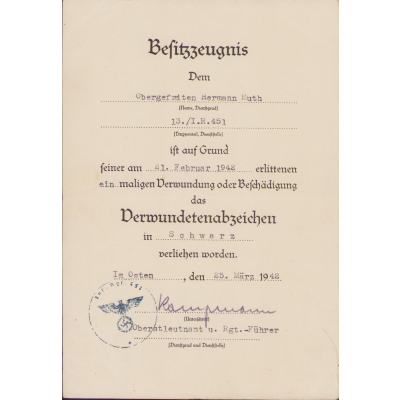 Besitzzeugnis
Dem
Obergefreiten Hermann Muth
(Name, Dienstgrad)
13./I.R.451
(Truppenteil, Dienststelle)
ist auf Grund
seiner am 21. Februar 1942 erlittenen
ein maligen Verwundung oder Beschädigung
das
Verwundetenabzeichen
in Schwarz
verliehen worden.
Im Osten, den 25. März 1942
Kampmann
(Unterschrift)
Oberstleutnant u. Rgt.-Führer
(Dienstgrad und Dienststelle)